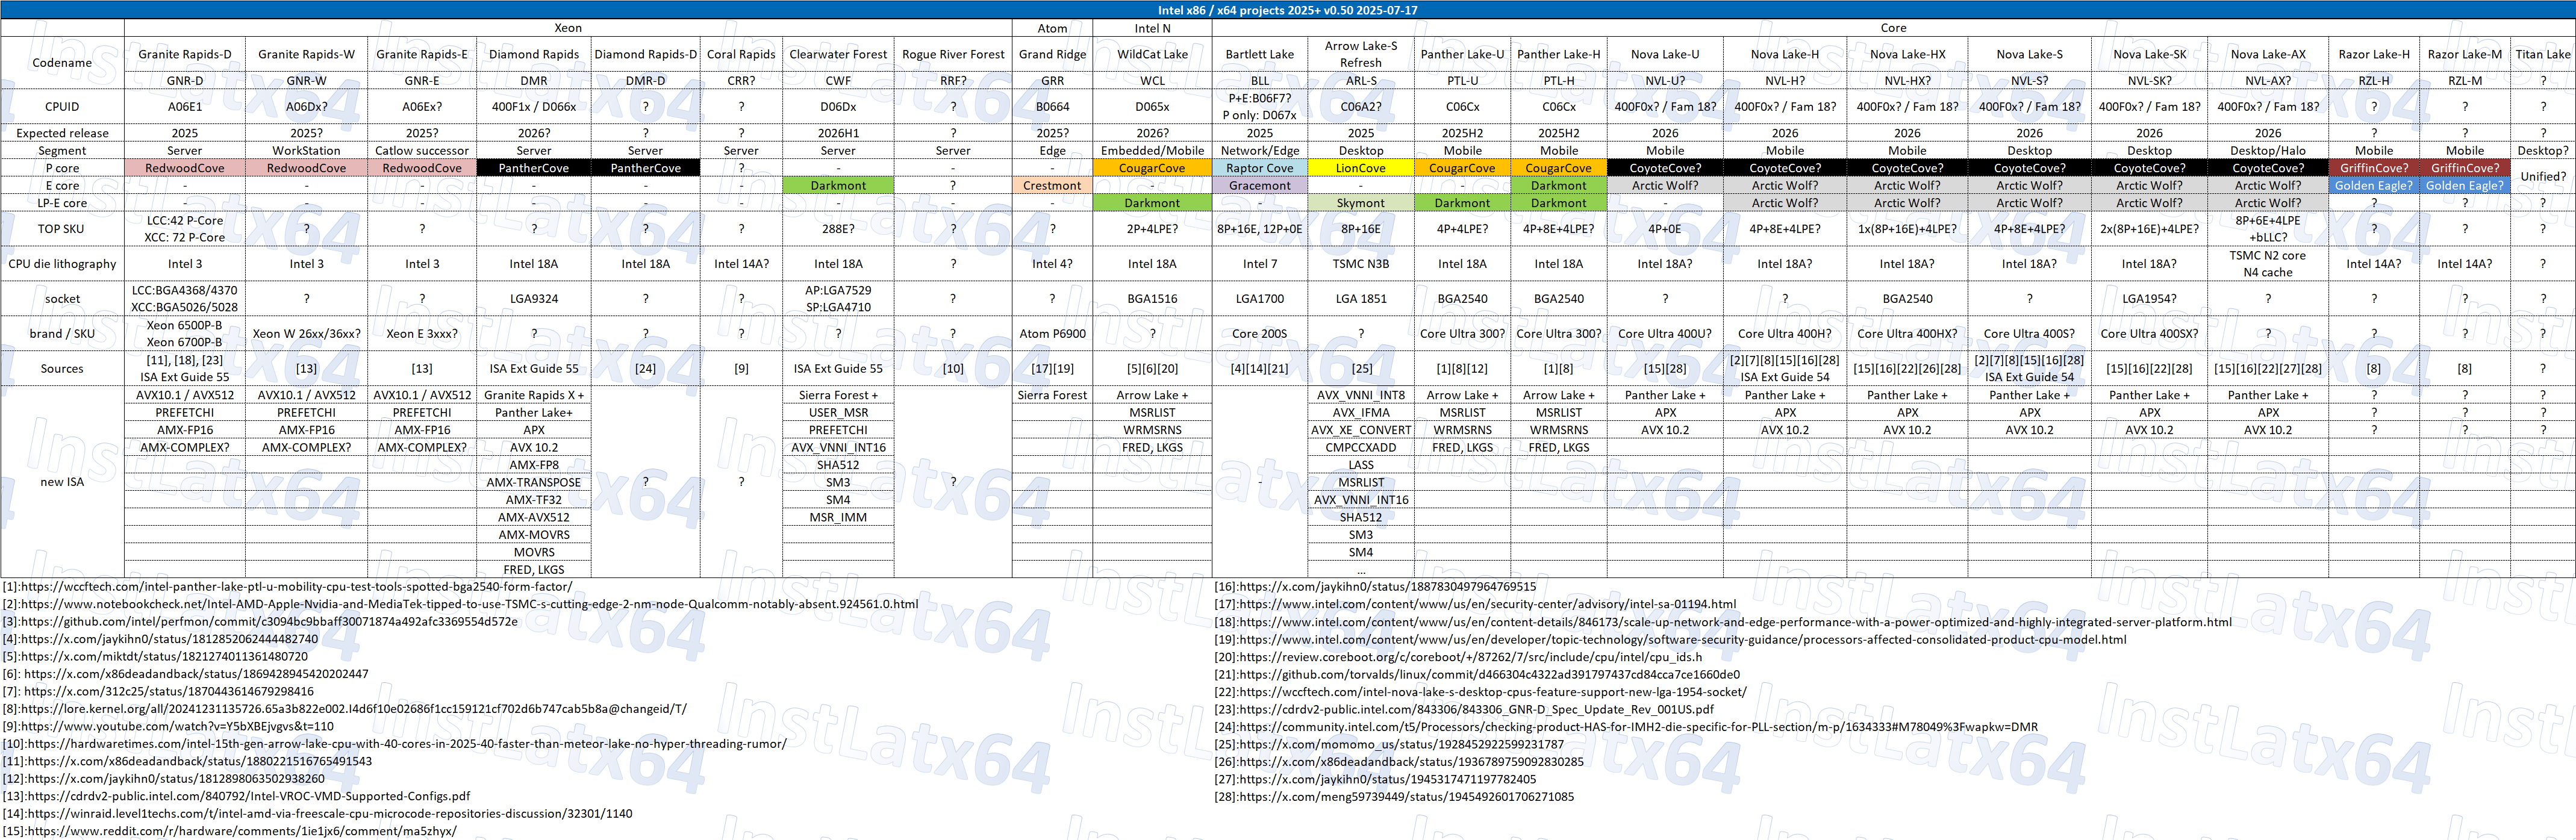 Intel x86 / x64 projects 2025+ v0.50 2025-07-17
Xeon Atom Intel N Core
Codename Granite Rapids-D Granite Rapids-W Granite Rapids-E Diamond Rapids Diamond Rapids-D Coral Rapids Clearwater Forest Rogue River Forest Grand Ridge WildCat Lake Bartlett Lake Arrow Lake-S Refresh Panther Lake-U Panther Lake-H Nova Lake-U Nova Lake-H Nova Lake-HX Nova Lake-S Nova Lake-SK Nova Lake-AX Razor Lake-H Razor Lake-M Titan Lake
GNR-D GNR-W GNR-E DMR DMR-D CRR? CWF RRF? GRR WCL BLL ARL-S PTL-U PTL-H NVL-U? NVL-H? NVL-HX? NVL-S? NVL-SK? NVL-AX? RZL-H RZL-M ?
CPUID A06E1 A06Dx? A06Ex? 400F1x / D066x ? ? D06Dx ? B0664 D065x P+E:B06F7? P only: D067x C06A2? C06Cx C06Cx 400F0x? / Fam 18? 400F0x? / Fam 18? 400F0x? / Fam 18? 400F0x? / Fam 18? 400F0x? / Fam 18? 400F0x? / Fam 18? ? ? ?
Expected release 2025 2025? 2025? 2026? ? ? 2026H1 ? 2025? 2026? 2025 2025 2025H2 2025H2 2026 2026 2026 2026 2026 2026 ? ? ?
Segment Server WorkStation Catlow successor Server Server Server Server Server Edge Embedded/Mobile Network/Edge Desktop Mobile Mobile Mobile Mobile Mobile Desktop Desktop Desktop/Halo Mobile Mobile Desktop?
P core RedwoodCove RedwoodCove RedwoodCove PantherCove PantherCove ? - - - CougarCove Raptor Cove LionCove CougarCove CougarCove CoyoteCove? CoyoteCove? CoyoteCove? CoyoteCove? CoyoteCove? CoyoteCove? GriffinCove? GriffinCove? Unified?
E core - - - - - - Darkmont ? Crestmont - Gracemont - - Darkmont Arctic Wolf? Arctic Wolf? Arctic Wolf? Arctic Wolf? Arctic Wolf? Arctic Wolf? Golden Eagle? Golden Eagle?
LP-E core - - - - - - - - - Darkmont - Skymont Darkmont Darkmont - Arctic Wolf? Arctic Wolf? Arctic Wolf? Arctic Wolf? Arctic Wolf? ? ?
TOP SKU LCC:42 P-Core XCC: 72 P-Core ? ? ? ? ? 288E? ? ? 2P+4LPE? 8P+16E, 12P+0E 8P+16E 4P+4LPE? 4P+8E+4LPE? 4P+0E 4P+8E+4LPE? 1x(8P+16E)+4LPE? 4P+8E+4LPE? 2x(8P+16E)+4LPE? 8P+16E+4LPE +bLLC? ? ? ?
CPU die lithography Intel 3 Intel 3 Intel 3 Intel 18A Intel 18A Intel 14A? Intel 18A ? Intel 4? Intel 18A Intel 7 TSMC N3B Intel 18A Intel 18A Intel 18A? Intel 18A? Intel 18A? Intel 18A? Intel 18A? TSMC N2 core N4 cache Intel 14A? Intel 14A? ?
socket LCC:BGA4368/4370 XCC:BGA5026/5028 ? ? LGA9324 ? ? AP:LGA7529 SP:LGA4710 ? ? BGA1516 LGA1700 LGA 1851 BGA2540 BGA2540 ? ? BGA2540 ? LGA1954? ? ? ? ?
brand / SKU Xeon 6500P-B Xeon 6700P-B Xeon W 26xx/36xx? Xeon E 3xxx? ? ? ? ? ? Atom P6900 ? Core 200S ? Core Ultra 300? Core Ultra 300? Core Ultra 400U? Core Ultra 400H? Core Ultra 400HX? Core Ultra 400S? Core Ultra 400SX? ? ? ? ?
Sources [11], [18], [23] ISA Ext Guide 55 [13] [13] ISA Ext Guide 55 [24] [9] ISA Ext Guide 55 [10] [17][19] [5][6][20] [4][14][21] [25] [1][8][12] [1][8] [15][28] [2][7][8][15][16][28] ISA Ext Guide 54 [15][16][22][26][28] [2][7][8][15][16][28] ISA Ext Guide 54 [15][16][22][28] [15][16][22][27][28] [8] [8] ?
AVX10.1 / AVX512 AVX10.1 / AVX512 AVX10.1 / AVX512 Granite Rapids X + Sierra Forest + Sierra Forest Arrow Lake + AVX_VNNI_INT8 Arrow Lake + Arrow Lake + Panther Lake + Panther Lake + Panther Lake + Panther Lake + Panther Lake + Panther Lake + ? ? ?
PREFETCHI PREFETCHI PREFETCHI Panther Lake+ USER_MSR MSRLIST AVX_IFMA MSRLIST MSRLIST APX APX APX APX APX APX ? ? ?
AMX-FP16 AMX-FP16 AMX-FP16 APX PREFETCHI WRMSRNS AVX_XE_CONVERT WRMSRNS WRMSRNS AVX 10.2 AVX 10.2 AVX 10.2 AVX 10.2 AVX 10.2 AVX 10.2 ? ? ?
AMX-COMPLEX? AMX-COMPLEX? AMX-COMPLEX? AVX 10.2 AVX_VNNI_INT16 FRED, LKGS CMPCCXADD FRED, LKGS FRED, LKGS
AMX-FP8 SHA512 LASS
new ISA AMX-TRANSPOSE ? ? SM3 ? - MSRLIST
AMX-TF32 SM4 AVX_VNNI_INT16
AMX-AVX512 MSR_IMM SHA512
AMX-MOVRS SM3
MOVRS SM4
FRED, LKGS ...
[1]:https://wccftech.com/intel-panther-lake-ptl-u-mobility-cpu-test-tools-spotted-bga2540-form-factor/
[2]:https://www.notebookcheck.net/Intel-AMD-Apple-Nvidia-and-MediaTek-tipped-to-use-TSMC-s-cutting-edge-2-nm-node-Qualcomm-notably-absent.924561.0.html
[3]:https://github.com/intel/perfmon/commit/c3094bc9bbaff30071874a492afc3369554d572e
[4]:https://x.com/jaykihn0/status/1812852062444482740
[5]:https://x.com/miktdt/status/1821274011361480720
[6]: https://x.com/x86deadandback/status/1869428945420202447
[7]: https://x.com/312c25/status/1870443614679298416
[8]:https://lore.kernel.org/all/20241231135726.65a3b822e002.I4d6f10e02686f1cc159121cf702d6b747cab5b8a@changeid/T/
[9]:https://www.youtube.com/watch?v=Y5bXBEjvgvs&t=110
[10]:https://hardwaretimes.com/intel-15th-gen-arrow-lake-cpu-with-40-cores-in-2025-40-faster-than-meteor-lake-no-hyper-threading-rumor/
[11]:https://x.com/x86deadandback/status/1880221516765491543
[12]:https://x.com/jaykihn0/status/1812898063502938260
[13]:https://cdrdv2-public.intel.com/840792/Intel-VROC-VMD-Supported-Configs.pdf
[14]:https://winraid.level1techs.com/t/intel-amd-via-freescale-cpu-microcode-repositories-discussion/32301/1140
[15]:https://www.reddit.com/r/hardware/comments/1ie1jx6/comment/ma5zhyx/
[16]:https://x.com/jaykihn0/status/1887830497964769515
[17]:https://www.intel.com/content/www/us/en/security-center/advisory/intel-sa-01194.html
[18]:https://www.intel.com/content/www/us/en/content-details/846173/scale-up-network-and-edge-performance-with-a-power-optimized-and-highly-integrated-server-platform.html
[19]:https://www.intel.com/content/www/us/en/developer/topic-technology/software-security-guidance/processors-affected-consolidated-product-cpu-model.html
[20]:https://review.coreboot.org/c/coreboot/+/87262/7/src/include/cpu/intel/cpu_ids.h
[21]:https://github.com/torvalds/linux/commit/d466304c4322ad391797437cd84cca7ce1660de0
[22]:https://wccftech.com/intel-nova-lake-s-desktop-cpus-feature-support-new-lga-1954-socket/
[23]:https://cdrdv2-public.intel.com/843306/843306_GNR-D_Spec_Update_Rev_001US.pdf
[24]:https://community.intel.com/t5/Processors/checking-product-HAS-for-IMH2-die-specific-for-PLL-section/m-p/1634333#M78049%3Fwapkw=DMR
[25]:https://x.com/momomo_us/status/1928452922599231787
[26]:https://x.com/x86deadandback/status/1936789759092830285
[27]:https://x.com/jaykihn0/status/1945317471197782405
[28]:https://x.com/meng59739449/status/1945492601706271085
InstLatx64